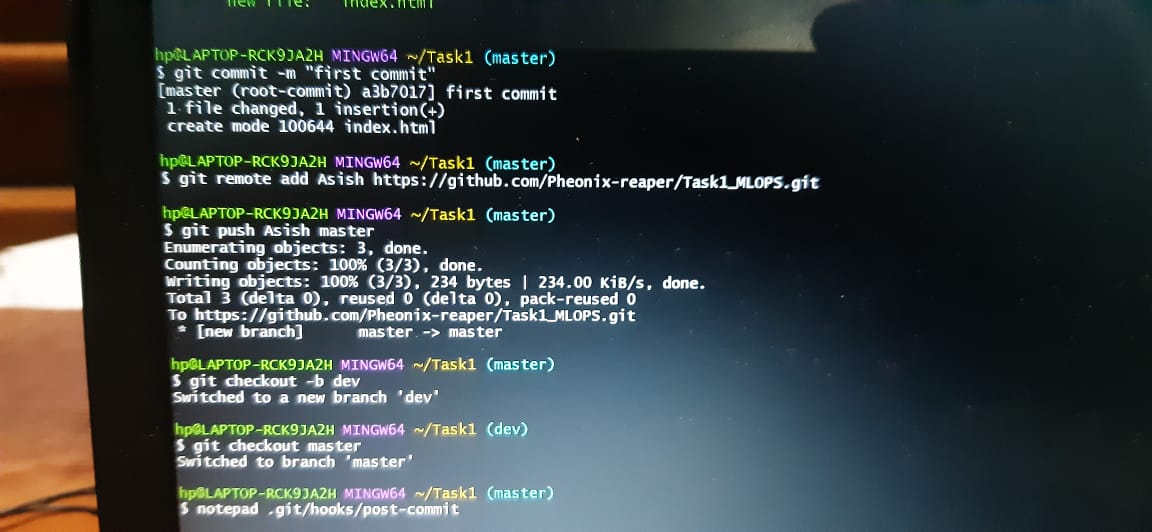 new file:   index.html
hp@LAPTOP-RCK9JA2H MINGW64 ~/Task1 (master)
$ git commit -m "first commit"
[master (root-commit) a3b7017] first commit
1 file changed, 1 insertion(+)
create mode 100644 index.html
hp@LAPTOP-RCK9JA2H MINGW64 ~/Task1 (master)
$ git remote add Asish https://github.com/Pheonix-reaper/Task1_MLOPS.git
hp@LAPTOP-RCK9JA2H MINGW64 ~/Task1 (master)
$ git push Asish master
Enumerating objects: 3, done.
Counting objects: 100% (3/3), done.
Writing objects: 100% (3/3), 234 bytes | 234.00 KiB/s, done.
Total 3 (delta 0), reused 0 (delta 0), pack-reused 0
To https://github.com/Pheonix-reaper/Task1_MLOPS.git
* [new branch]      master -> master
hp@LAPTOP-RCK9JA2H MINGW64 ~/Task1 (master)
$ git checkout -b dev
Switched to a new branch 'dev'
hp@LAPTOP-RCK9JA2H MINGW64 ~/Task1 (dev)
$ git checkout master
Switched to branch 'master'
hp@LAPTOP-RCK9JA2H MINGW64 ~/Task1 (master)
$ notepad .git/hooks/post-commit